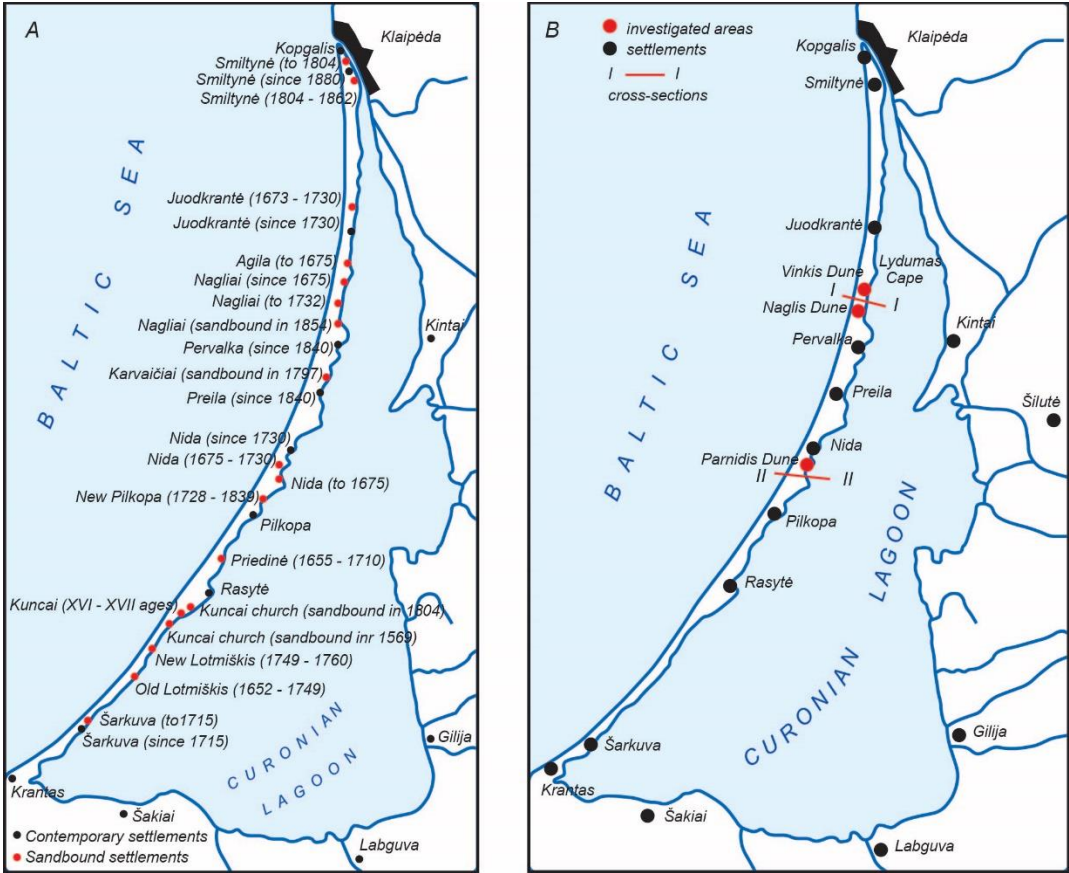 A
Kopgalis
Klaipėda
Smiltynė (to 1804)
Smiltynė (since 1880)
Smiltynė (1804 - 1862)
BALTIC SEA
Juodkrantė (1673 - 1730)
Juodkrantė (since 1730)
Agila (to 1675)
Nagliai (since 1675)
Nagliai (to 1732)
Nagliai (sandbound in 1854)
Kintai
Pervalka (since 1840)
Karvaičiai (sandbound in 1797)
Preila (since 1840)
Nida (since 1730)
Nida (1675 - 1730)
Nida (to 1675)
New Pilkopa (1728 - 1839)
Pilkopa
Priedinė (1655 - 1710)
Rasytė
Kuncai (XVI - XVII ages)
Kuncai church (sandbound in 1804)
Kuncai church (sandbound inr 1569)
New Lotmiškis (1749 - 1760)
Old Lotmiškis (1652 - 1749)
Šarkuva (to1715)
Šarkuva (since 1715)
CURONIAN
LAGOON
Gilija
Krantas
Šakiai
Labguva
Contemporary settlements
Sandbound settlements
B
investigated areas
settlements
I I
cross-sections
Kopgalis
Klaipėda
Smiltynė
BALTIC SEA
Juodkrantė
Lydumas
Cape
Vinkis Dune
I
I
Naglis Dune
Pervalka
Kintai
Preila
Šilutė
Nida
Parnidis Dune
II
II
Pilkopa
Rasytė
CURONIAN LAGOON
Šarkuva
Gilija
Krantas
Šakiai
Labguva